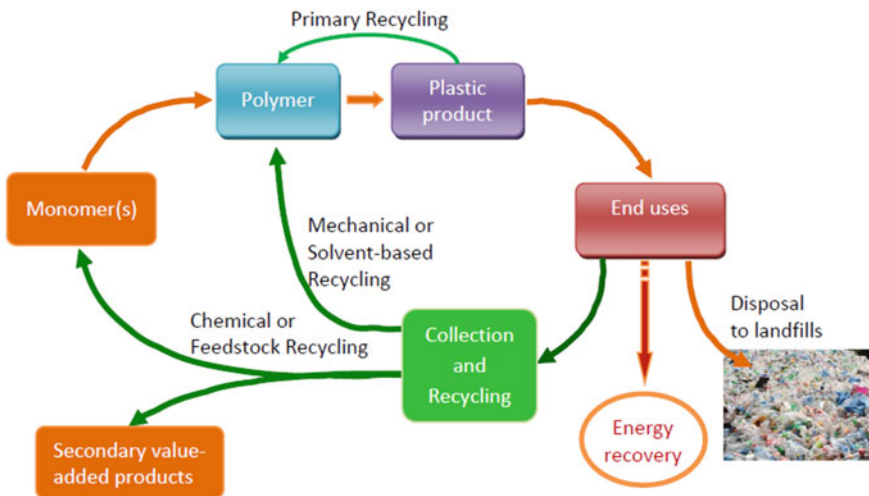 Primary Recycling
Polymer
Plastic
product
Monomer(s)
End uses
Mechanical or
Solvent-based
Recycling
Disposal
to landfills
Chemical or
Feedstock Recycling
Collection
and
Recycling
Energy
recovery
Secondary value-
added products